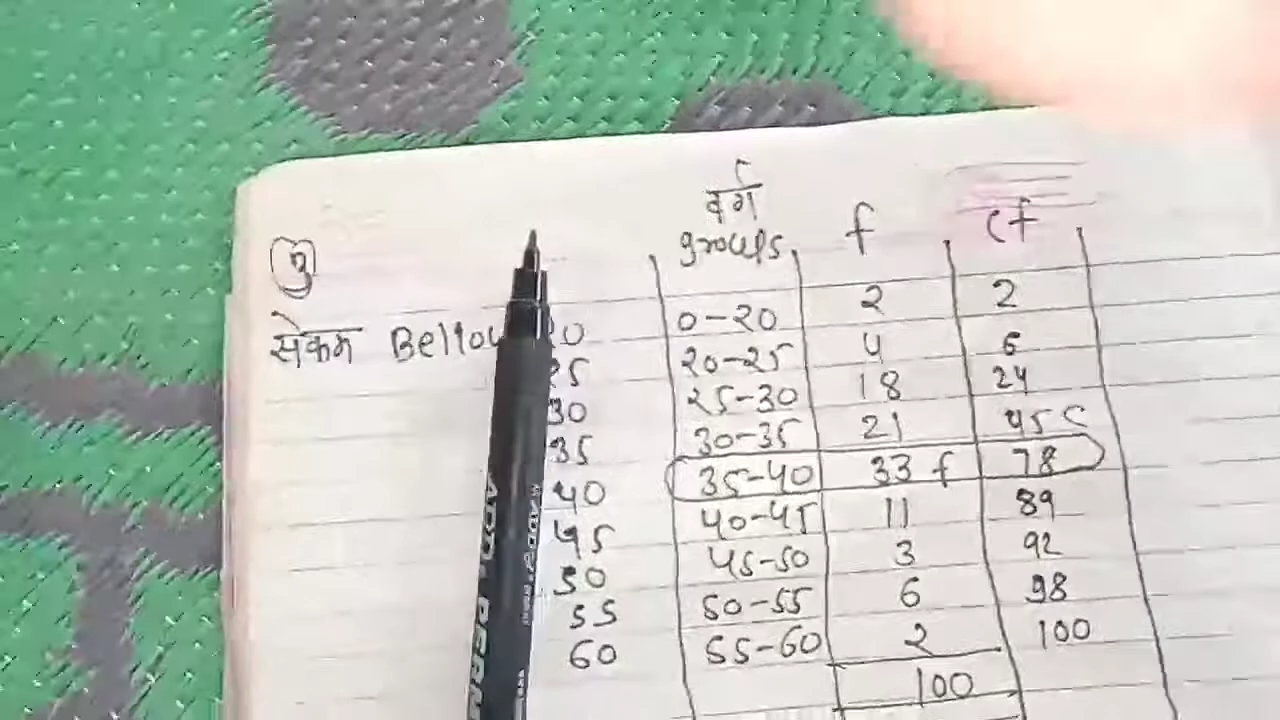 वर्ग
groups f cf
3
से कम Bellow 20 0-20 2 2
25 20-25 4 6
30 25-30 18 24
35 30-35 21 45 C
40 35-40 33 f 78
45 40-45 11 89
50 45-50 3 92
55 50-55 6 98
60 55-60 2 100
100